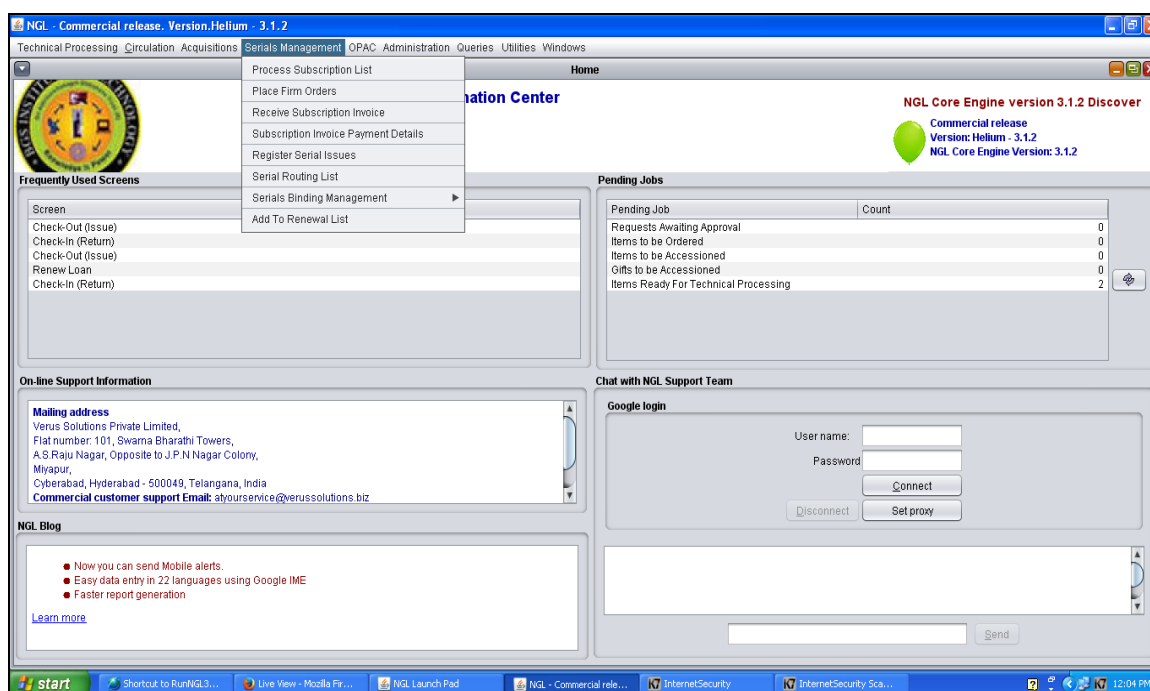 NGL - Commercial release. Version.Helium - 3.1.2
Technical Processing Circulation Acquisitions Serials Management OPAC Administration Queries Utilities Windows
Home
Process Subscription List
Place Firm Orders
Receive Subscription Invoice
Subscription Invoice Payment Details
Register Serial Issues
Serial Routing List
Serials Binding Management
Add To Renewal List
Center
NGL Core Engine version 3.1.2 Discover
Commercial release
Version: Helium - 3.1.2
NGL Core Engine Version: 3.1.2
Frequently Used Screens
Screen
Check-Out (Issue)
Check-In (Return)
Check-Out (Issue)
Renew Loan
Check-In (Return)
Pending Jobs
Pending Job Count
Requests Awaiting Approval 0
Items to be Ordered 0
Items to be Accessioned 0
Gifts to be Accessioned 0
Items Ready For Technical Processing 2
On-line Support Information
Mailing address
Verus Solutions Private Limited,
Flat number: 101, Swarna Bharathi Towers,
A.S.Raju Nagar, Opposite to J.P.N Nagar Colony,
Miyapur,
Cyberabad, Hyderabad - 500049, Telangana, India
Commercial customer support Email: atyourservice@verussolutions.biz
Chat with NGL Support Team
Google login
User name:
Password
Connect
Disconnect Set proxy
NGL Blog
Now you can send Mobile alerts.
Easy data entry in 22 languages using Google IME
Faster report generation
Learn more
Send
start Shortcut to RunNGL3... Live View - Mozilla Fir... NGL Launch Pad NGL - Commercial rele... InternetSecurity InternetSecurity Sca... 12:04 PM